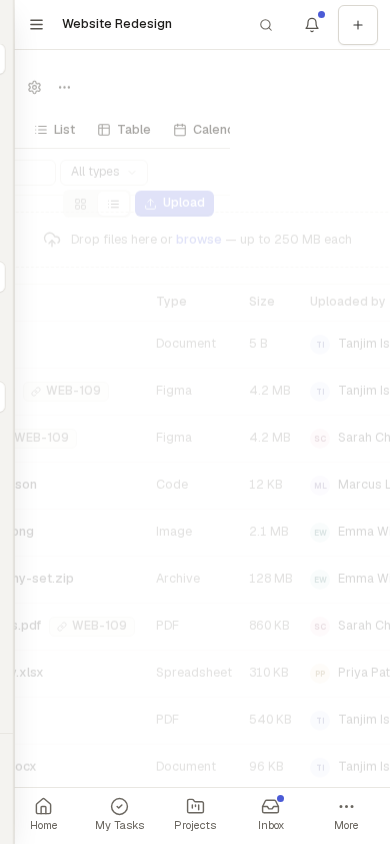 Website Redesign
List Table Calend
All types
Upload
Drop files here or browse — up to 250 MB each
Type Size Uploaded by
Document 5 B TI Tanjim Is
WEB-109 Figma 4.2 MB TI Tanjim Is
WEB-109 Figma 4.2 MB SC Sarah Ch
son Code 12 KB ML Marcus L
ong Image 2.1 MB EW Emma W
ny-set.zip Archive 128 MB EW Emma W
s.pdf WEB-109 PDF 860 KB SC Sarah Ch
.xlsx Spreadsheet 310 KB PP Priya Pat
PDF 540 KB TI Tanjim Is
ocx Document 96 KB TI Tanjim Is
Home My Tasks Projects Inbox More